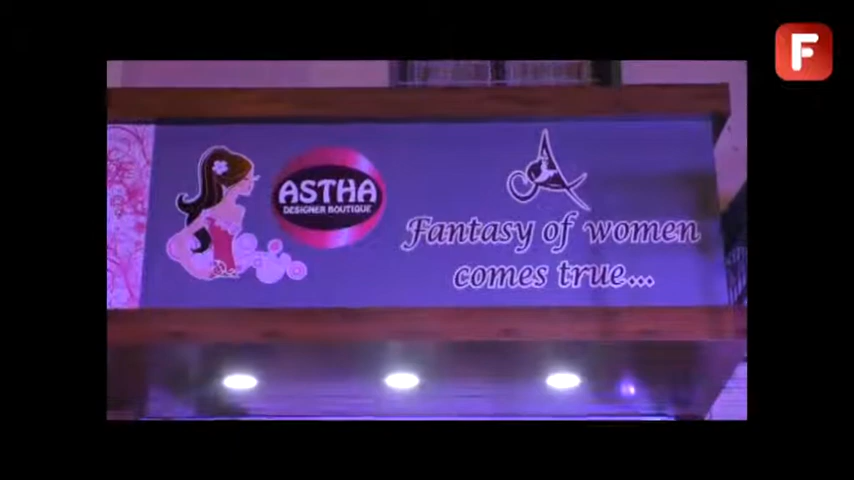 F
ASTHA
DESIGNER BOUTIQUE
A
Fantasy of women
comes true...